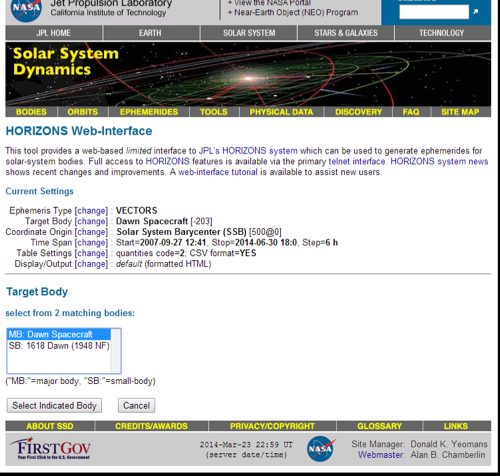 Jet Propulsion Laboratory
California Institute of Technology
+ View the NASA Portal
+ Near-Earth Object (NEO) Program
JPL HOME EARTH SOLAR SYSTEM STARS & GALAXIES TECHNOLOGY
Solar System
Dynamics
BODIES ORBITS EPHEMERIDES TOOLS PHYSICAL DATA DISCOVERY FAQ SITE MAP
HORIZONS Web-Interface
This tool provides a web-based limited interface to JPL's HORIZONS system which can be used to generate ephemerides for
solar-system bodies. Full access to HORIZONS features is available via the primary telnet interface. HORIZONS system news
shows recent changes and improvements. A web-interface tutorial is available to assist new users.
Current Settings
Ephemeris Type [change] : VECTORS
Target Body [change] : Dawn Spacecraft [-203]
Coordinate Origin [change] : Solar System Barycenter (SSB) [500@0]
Time Span [change] : Start=2007-09-27 12:41, Stop=2014-06-30 18:0, Step=6 h
Table Settings [change] : quantities code=2; CSV format=YES
Display/Output [change] : default (formatted HTML)
Target Body
select from 2 matching bodies:
MB: Dawn Spacecraft
SB: 1618 Dawn (1948 NF)
("MB:"=major body, "SB:"=small-body)
Select Indicated Body Cancel
ABOUT SSD CREDITS/AWARDS PRIVACY/COPYRIGHT GLOSSARY LINKS
FIRSTGOV
Your First Click to the U.S. Government
2014-Mar-23 22:59 UT
(server date/time)
NASA
Site Manager: Donald K. Yeomans
Webmaster: Alan B. Chamberlin